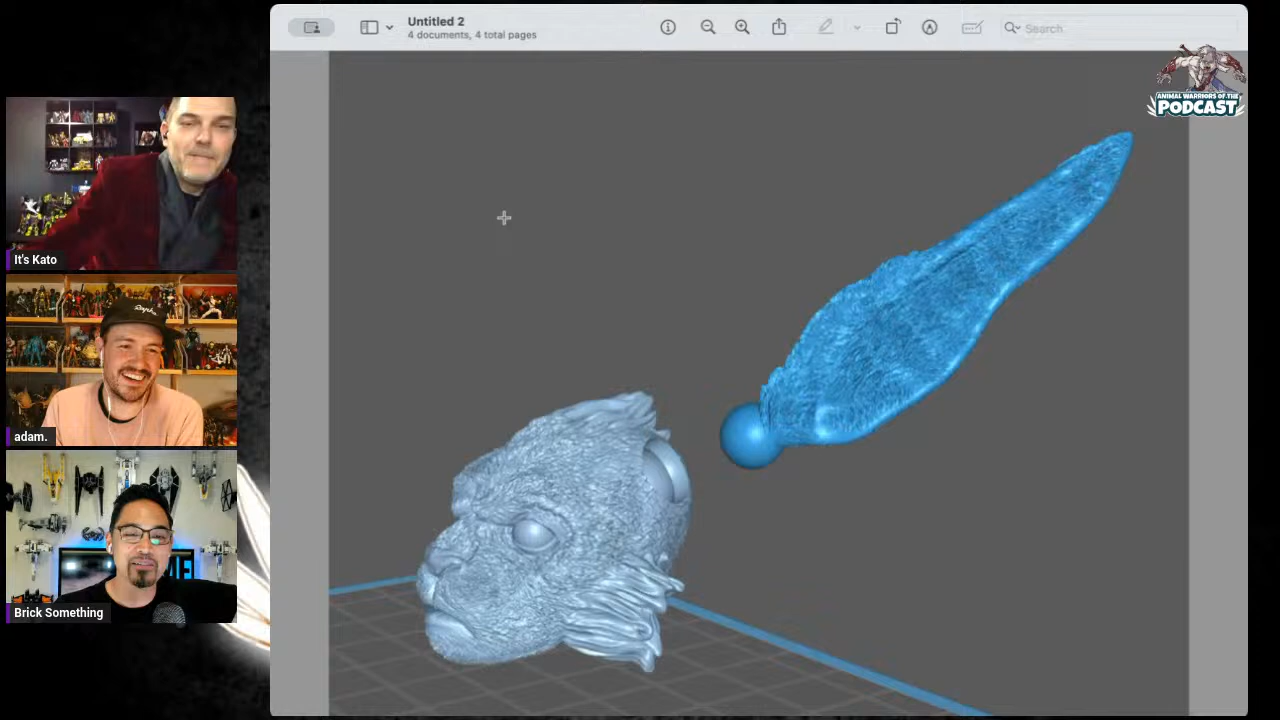 Untitled 2
4 documents, 4 total pages
Search
ANIMAL WARRIORS OF THE
PODCAST
It's Kato
adam.
Brick Something